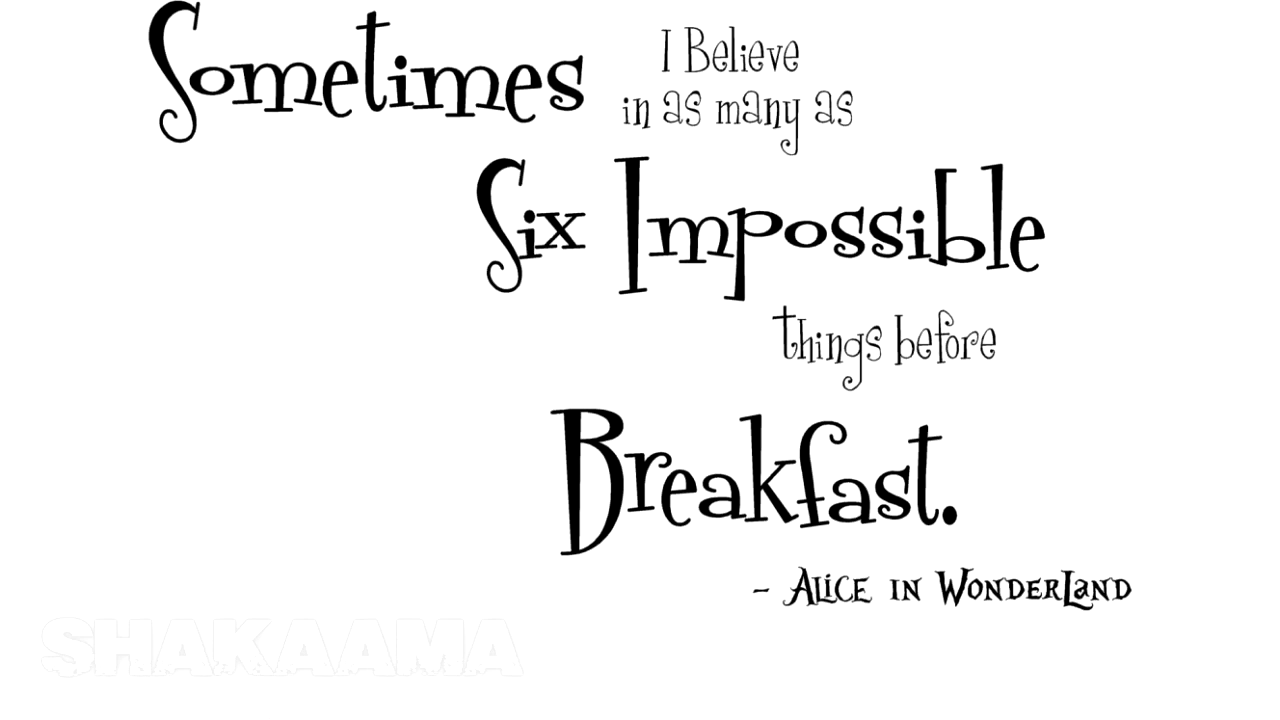 Sometimes I Believe
in as many as
Six Impossible
things before
Breakfast.
- Alice in Wonderland
SHAKAAMA